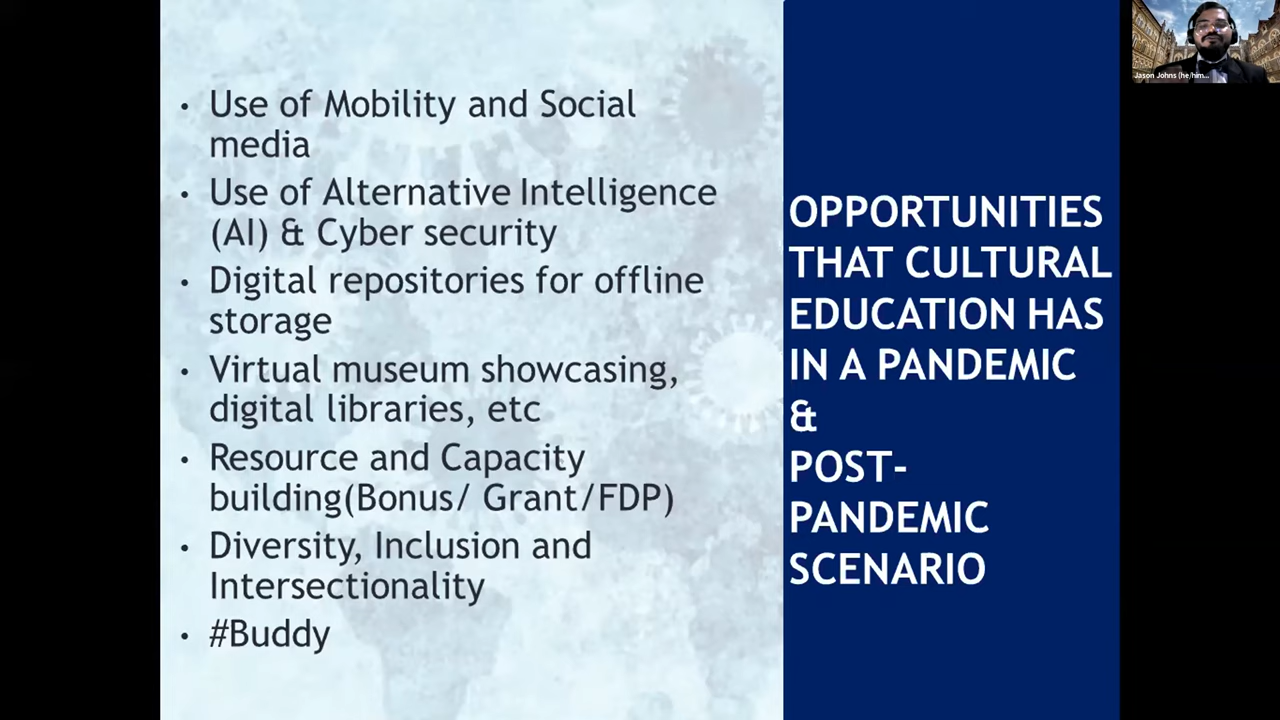 • Use of Mobility and Social
media
• Use of Alternative Intelligence
(AI) & Cyber security
• Digital repositories for offline
storage
• Virtual museum showcasing,
digital libraries, etc
• Resource and Capacity
building(Bonus/ Grant/FDP)
• Diversity, Inclusion and
Intersectionality
• #Buddy
OPPORTUNITIES
THAT CULTURAL
EDUCATION HAS
IN A PANDEMIC
&
POST-
PANDEMIC
SCENARIO
Jason Johns (he/him...